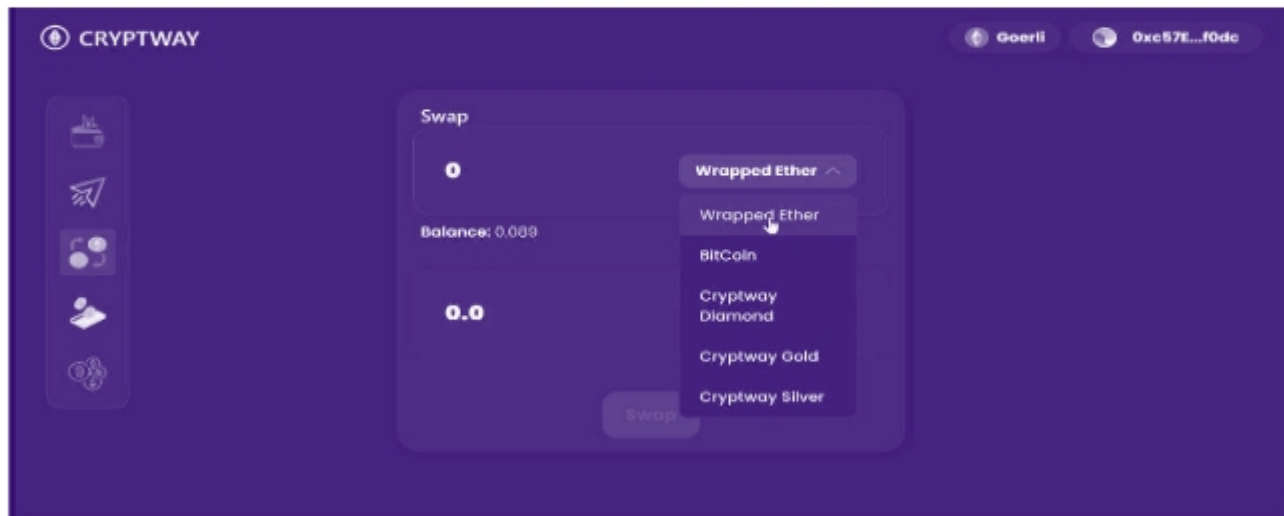 CRYPTWAY
Goerli
0xc57E...f0dc
Swap
0
Wrapped Ether
Wrapped Ether
Balance: 0.089
BitCoin
Cryptway
Diamond
0.0
Cryptway Gold
Cryptway Silver
Swap